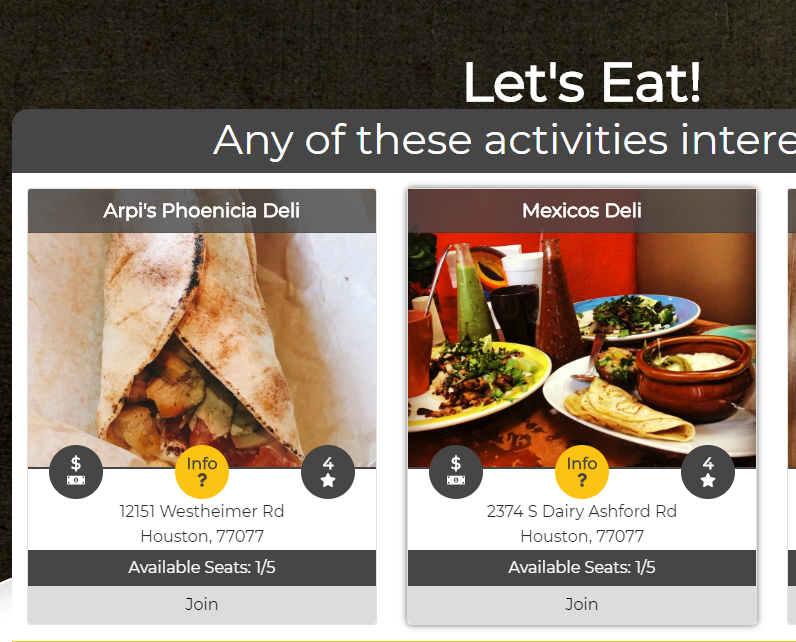 Let's Eat!
Any of these activities
Arpi's Phoenicia Deli
$
Info
?
4
12151 Westheimer Rd
Houston, 77077
Available Seats: 1/5
Join
Mexicos Deli
$
Info
?
4
2374 S Dairy Ashford Rd
Houston, 77077
Available Seats: 1/5
Join